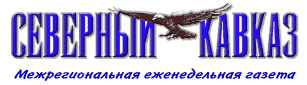 СЕВЕРНЫЙ КАВКАЗ
Межрегиональная еженедельная газета